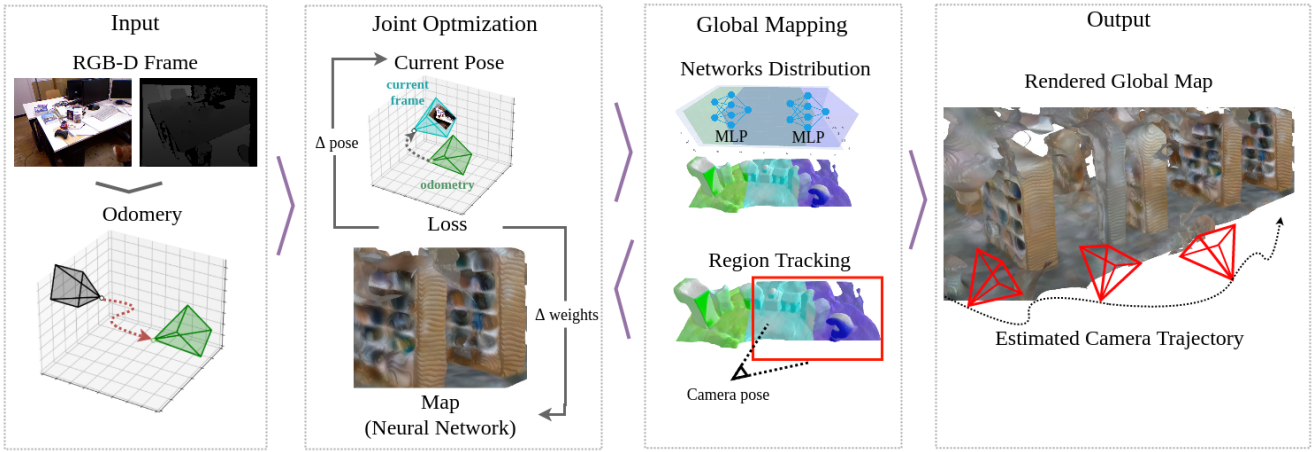 Input
RGB-D Frame
Odomery
Joint Optmization
Current Pose
current
frame
Δ pose
odometry
Loss
Δ weights
Map
(Neural Network)
Global Mapping
Networks Distribution
MLP MLP
Region Tracking
Camera pose
Output
Rendered Global Map
Estimated Camera Trajectory